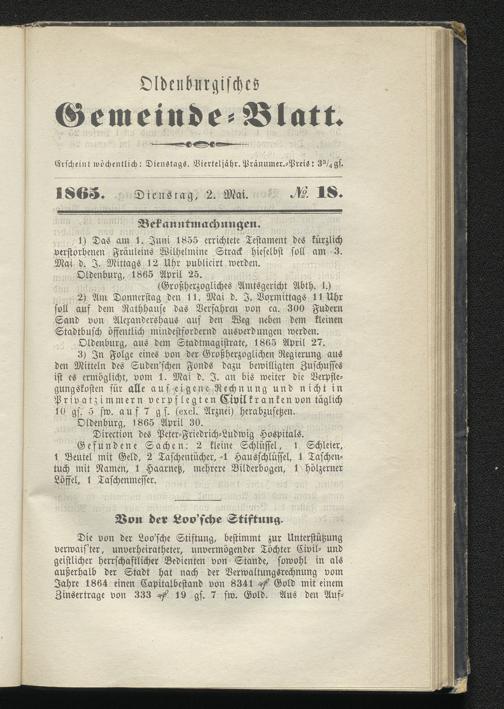 Oldenburgisches
Gemeinde-Blatt.
Erscheint wöchentlich: Dienstags. Vierteljähr. Pränumer.-Preis: 3¾ gs.
1865. Dienstag, 2. Mai. № 18.
Bekanntmachungen.
1) Das am 1. Juni 1855 errichtete Testament des kürzlich
verstorbenen Fräuleins Wilhelmine Strack hieselbst soll am 3.
Mai d. J. Mittags 12 Uhr publicirt werden.
Oldenburg, 1865 April 25.
(Großherzogliches Amtsgericht Abth. I.)
2) Am Donnerstag den 11. Mai d. J. Vormittags 11 Uhr
soll auf dem Rathhause das Verfahren von ca. 300 Fudern
Sand von Alexandershaus auf den Weg neben dem kleinen
Stadtbusch öffentlich mindestfordernd ausverdungen werden.
Oldenburg, aus dem Stadtmagistrate, 1865 April 27.
3) In Folge eines von der Großherzoglichen Regierung aus
den Mitteln des Suden'schen Fonds dazu bewilligten Zuschusses
ist es ermöglicht, vom 1. Mai d. J. an bis weiter die Verpfle-
gungskosten für alle auf eigene Rechnung und nicht in
Privatzimmern verpflegten Civilkranken von täglich
10 gs. 5 sw. auf 7 gs. (excl. Arznei) herabzusetzen.
Oldenburg, 1865 April 30.
Direction des Peter-Friedrich-Ludwig Hospitals.
Gefundene Sachen: 2 kleine Schlüssel, 1 Schleier,
1 Beutel mit Geld, 2 Taschentücher, 1 Hausschlüssel, 1 Taschen-
tuch mit Namen, 1 Haarnetz, mehrere Bilderbogen, 1 hölzerner
Löffel, 1 Taschenmesser.
Von der Loo'sche Stiftung.
Die von der Loo'sche Stiftung, bestimmt zur Unterstützung
verwais'ter, unverheiratheter, unvermögender Töchter Civil- und
geistlicher herrschaftlicher Bedienten von Stande, sowohl in als
außerhalb der Stadt hat nach der Verwaltungsrechnung vom
Jahre 1864 einen Capitalbestand von 8341 ₰ Gold mit einem
Zinsertrage von 333 ₰ 19 gs. 7 sw. Gold. Aus den Auf-